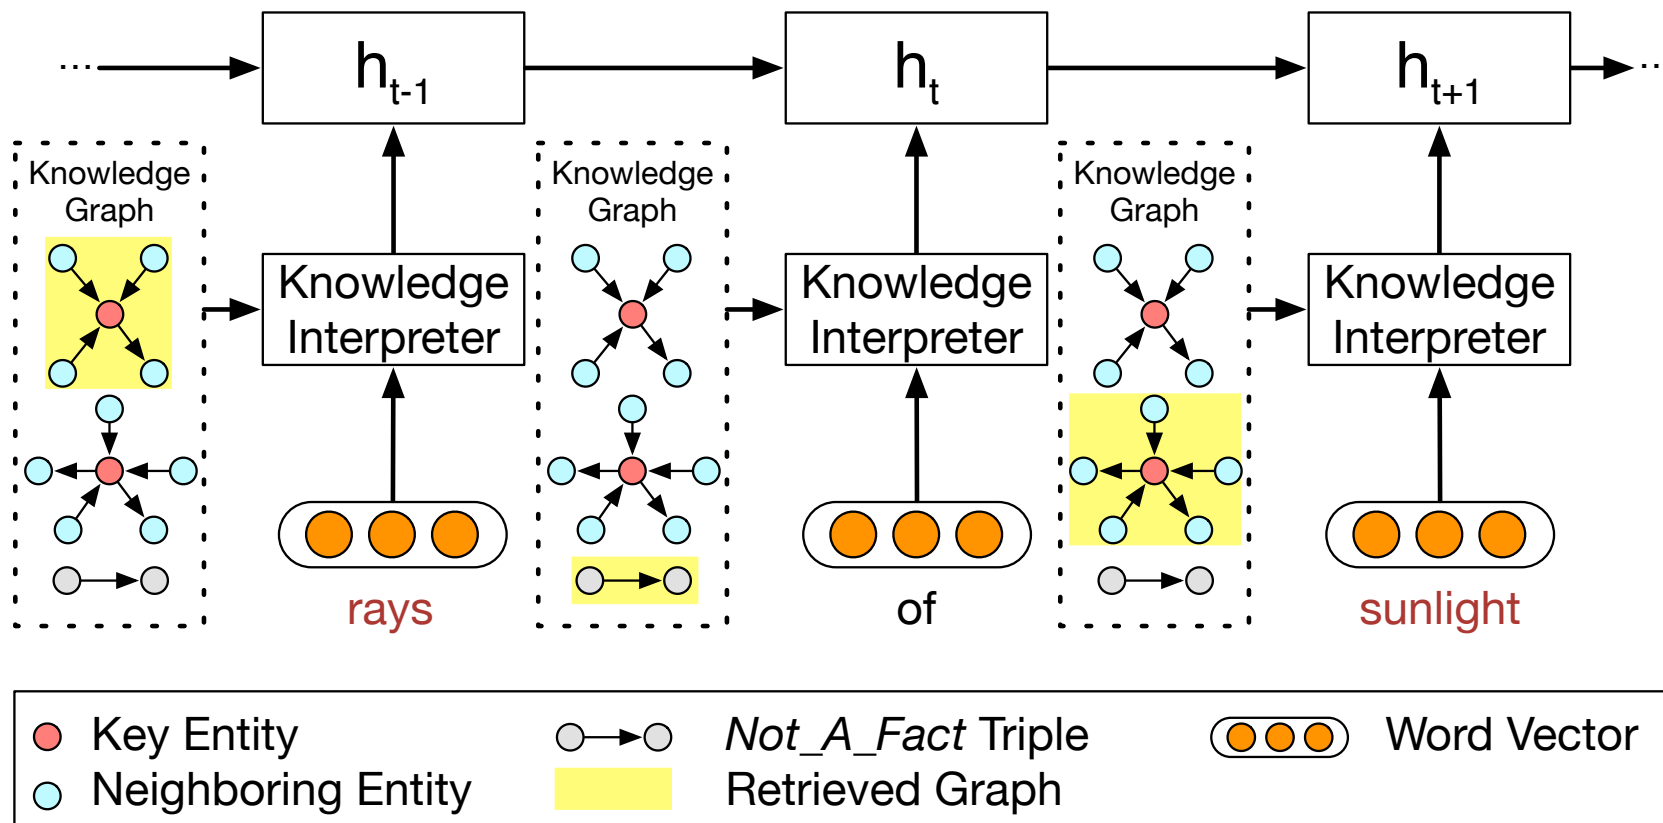 ...
h_{t-1}
h_t
h_{t+1}
...
Knowledge
Graph
Knowledge
Graph
Knowledge
Graph
Knowledge
Interpreter
Knowledge
Interpreter
Knowledge
Interpreter
rays
of
sunlight
Key Entity
Not_A_Fact Triple
Word Vector
Neighboring Entity
Retrieved Graph